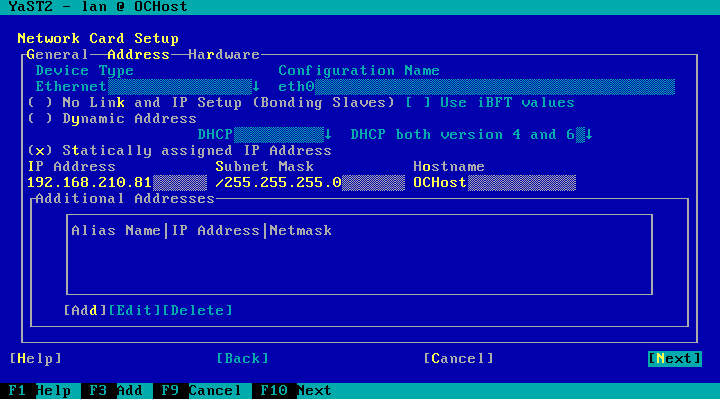 YaST2 - lan @ OCHost
Network Card Setup
General Address Hardware
Device Type Configuration Name
Ethernet eth0
( ) No Link and IP Setup (Bonding Slaves) [ ] Use iBFT values
( ) Dynamic Address
DHCP DHCP both version 4 and 6
(x) Statically assigned IP Address
IP Address Subnet Mask Hostname
192.168.210.81 /255.255.255.0 OCHost
Additional Addresses
Alias Name|IP Address|Netmask
[Add][Edit][Delete]
[Help] [Back] [Cancel] [Next]
F1 Help F3 Add F9 Cancel F10 Next